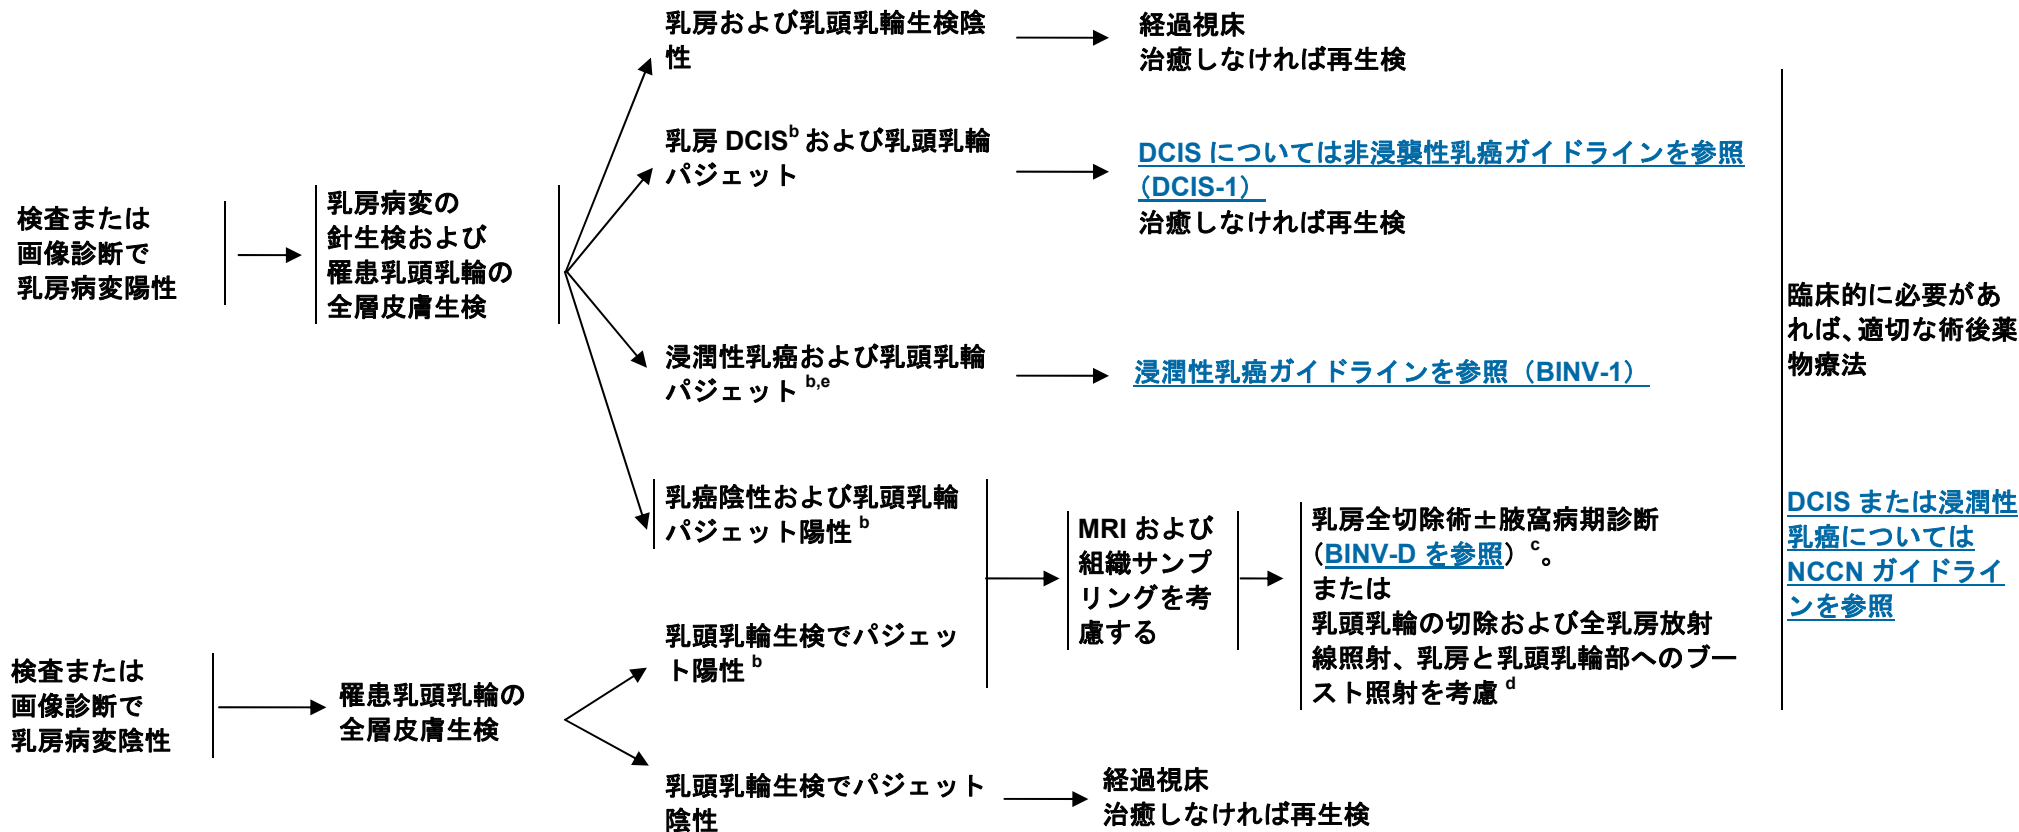 乳房および乳頭乳輪生検陰
性
経過視床
治癒しなければ再生検
乳房 DCISb および乳頭乳輪
パジェット
DCIS については非浸襲性乳癌ガイドラインを参照
（DCIS-1）
治癒しなければ再生検
検査または
画像診断で
乳房病変陽性
乳房病変の
針生検および
罹患乳頭乳輪の
全層皮膚生検
浸潤性乳癌および乳頭乳輪
パジェット b,e
浸潤性乳癌ガイドラインを参照（BINV-1）
臨床的に必要があ
れば、適切な術後薬
物療法
乳癌陰性および乳頭乳輪
パジェット陽性 b
MRI および
組織サンプ
リングを考
慮する
乳房全切除術±腋窩病期診断
（BINV-D を参照）c。
または
乳頭乳輪の切除および全乳房放射
線照射、乳房と乳頭乳輪部へのブー
スト照射を考慮 d
DCIS または浸潤性
乳癌については
NCCN ガイドライ
ンを参照
検査または
画像診断で
乳房病変陰性
罹患乳頭乳輪の
全層皮膚生検
乳頭乳輪生検でパジェッ
ト陽性 b
乳頭乳輪生検でパジェット
陰性
経過視床
治癒しなければ再生検